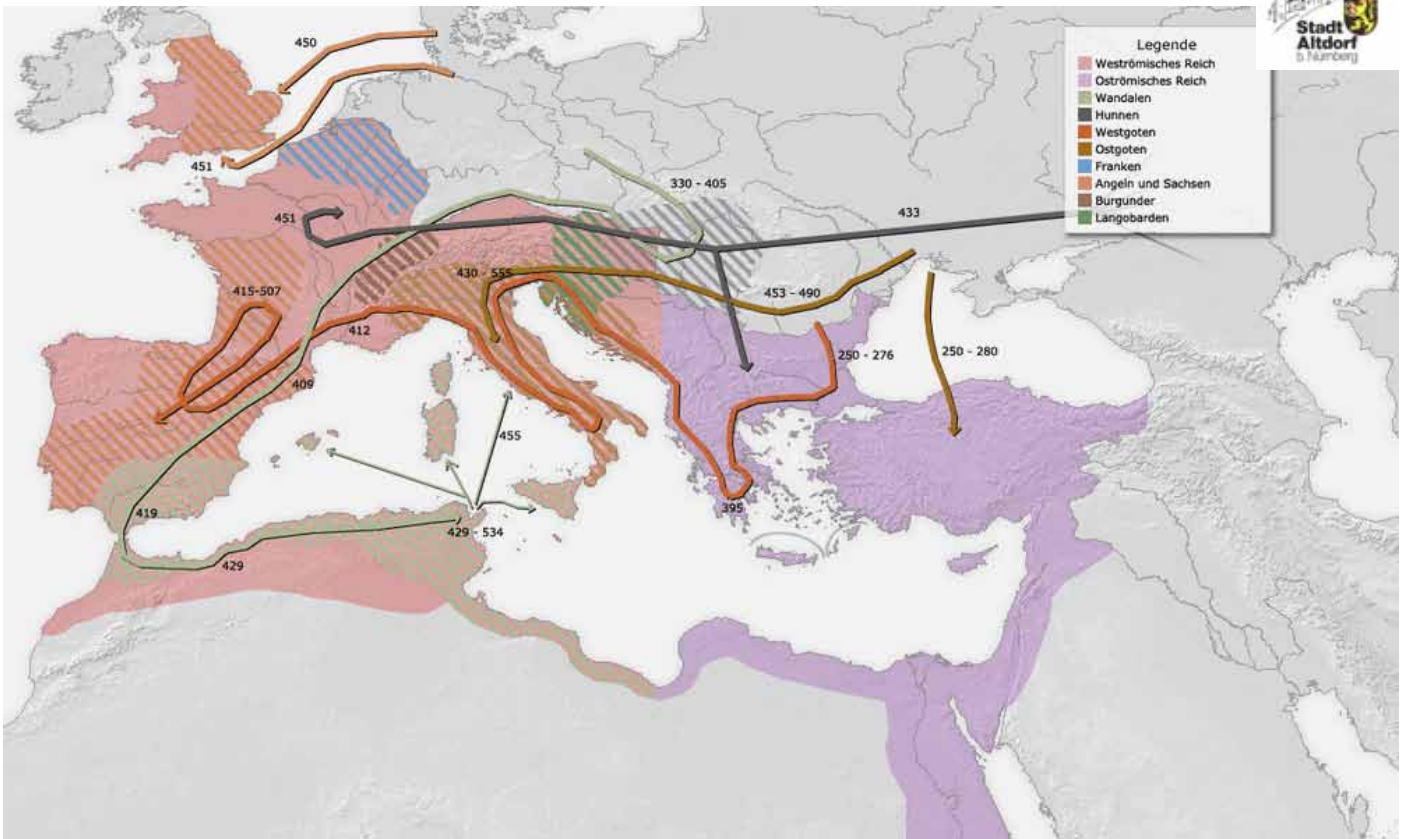 Stadt
Altdorf
b Nürnberg
Legende
Weströmisches Reich
Oströmisches Reich
Wandalen
Hunnen
Westgoten
Ostgoten
Franken
Angeln und Sachsen
Burgunder
Langobarden
450
451
330 - 405
451
433
430 - 555
415-507
453 - 490
412
250 - 276
250 - 280
409
455
395
419
429 - 534
429